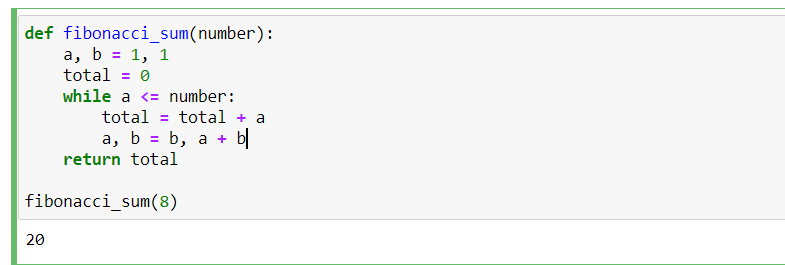 def fibonacci_sum(number):
    a, b = 1, 1
    total = 0
    while a <= number:
        total = total + a
        a, b = b, a + b
    return total

fibonacci_sum(8)
20